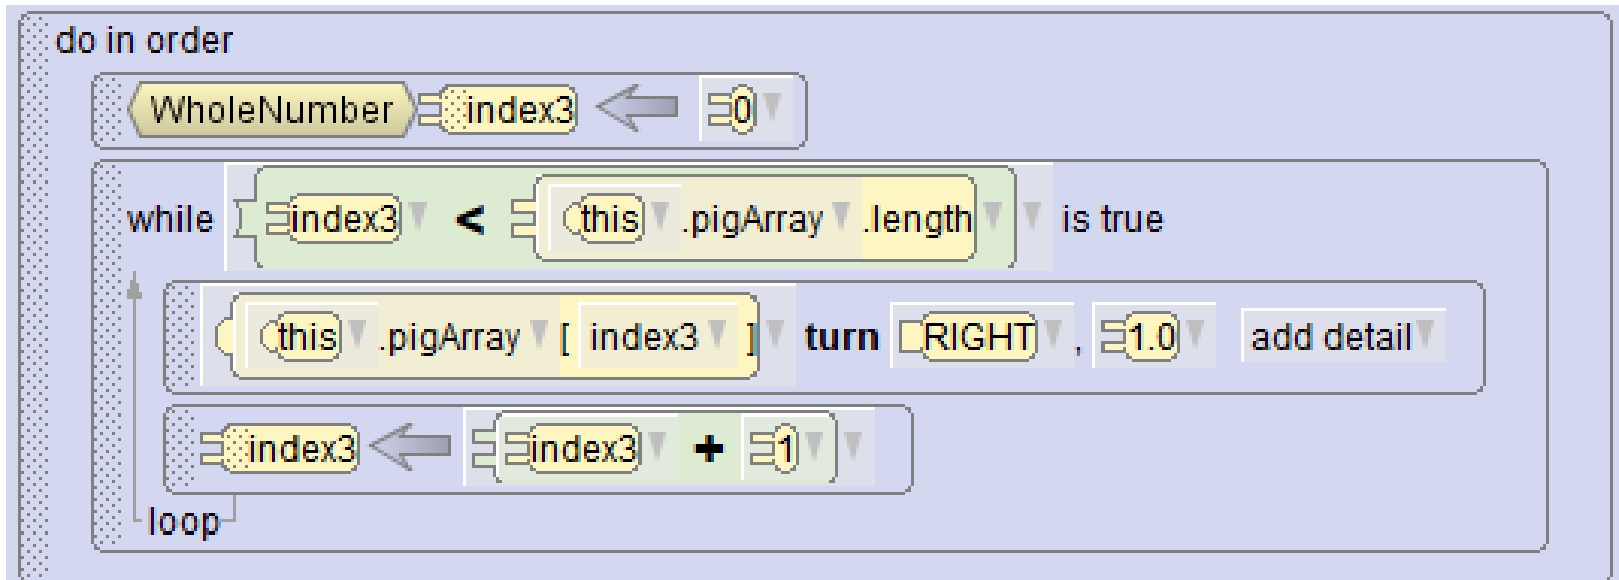 do in order
WholeNumber index3 0
while index3 < this .pigArray .length is true
this .pigArray [ index3 ] turn RIGHT , 1.0 add detail
index3 index3 + 1
loop